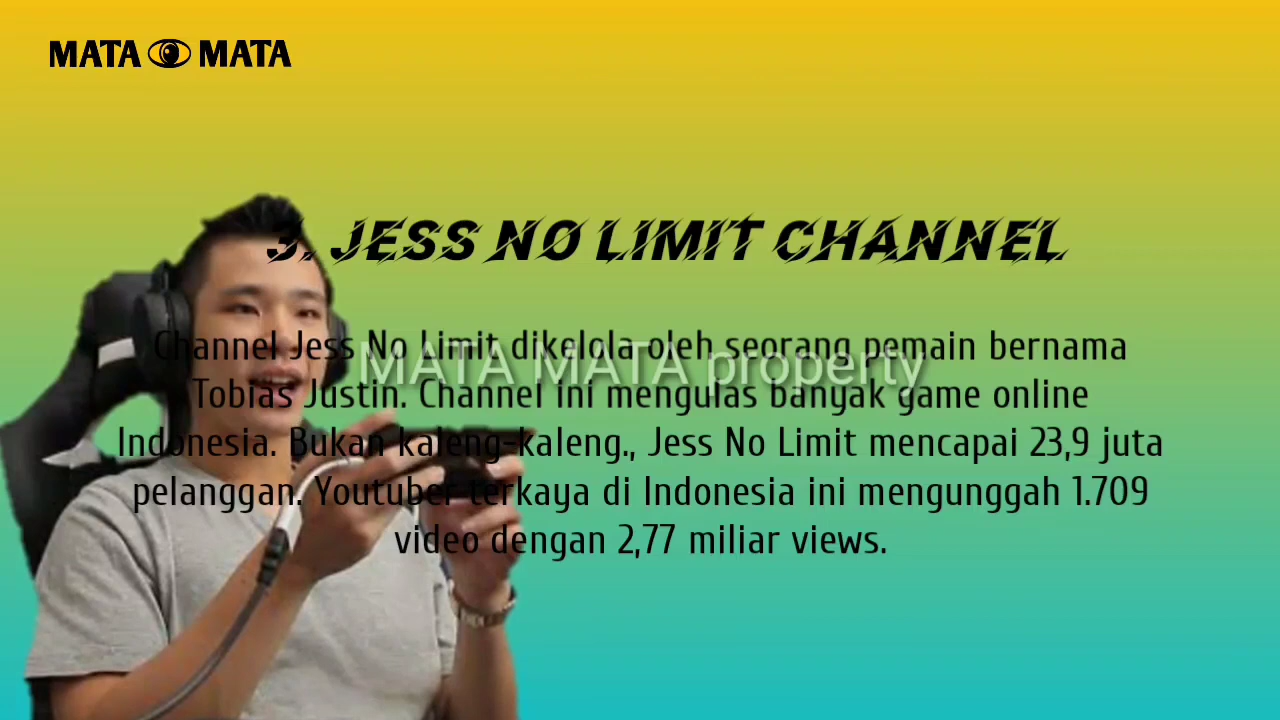 MATA MATA
3. JESS NO LIMIT CHANNEL
Channel Jess No Limit dikelola oleh seorang pemain bernama
MATA MATA property
Tobias Justin. Channel ini mengulas banyak game online
Indonesia. Bukan kaleng-kaleng., Jess No Limit mencapai 23,9 juta
pelanggan. Youtuber terkaya di Indonesia ini mengunggah 1.709
video dengan 2,77 miliar views.